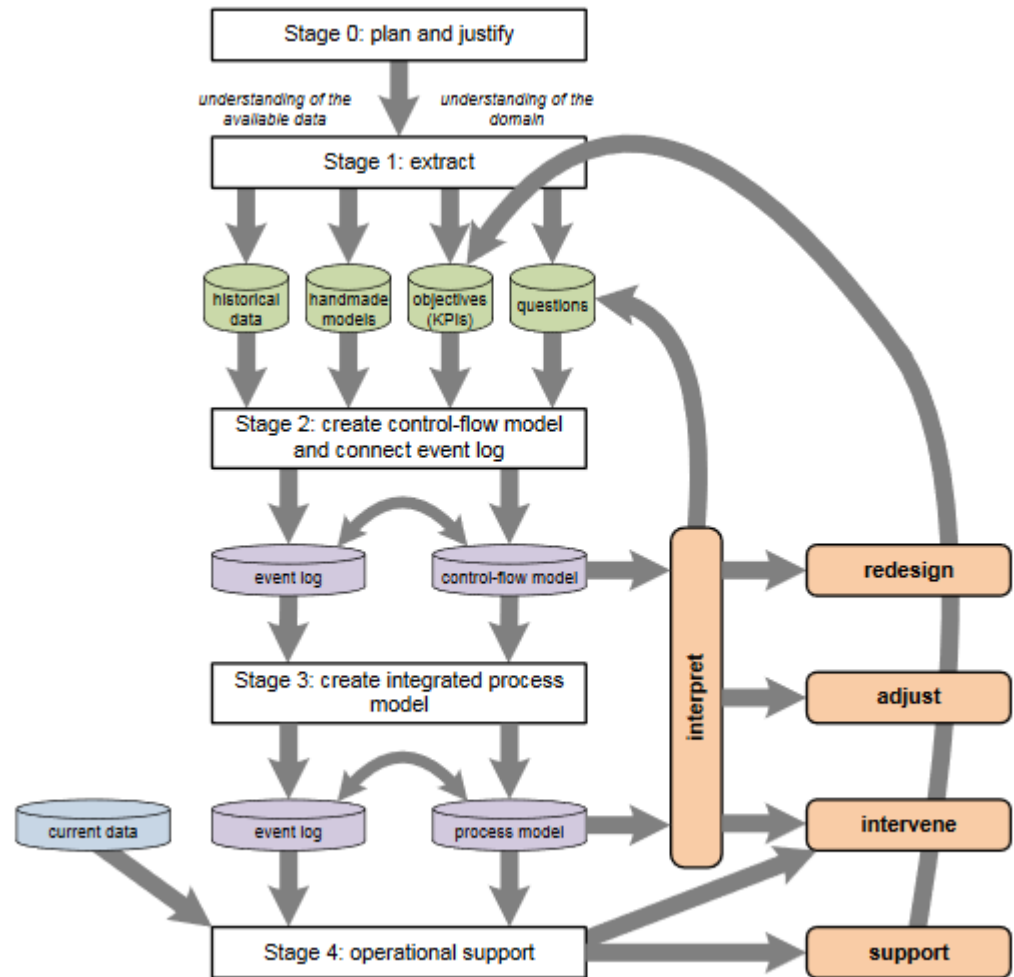 Stage 0: plan and justify
understanding of the
available data
understanding of the
domain
Stage 1: extract
historical
data
handmade
models
objectives
(KPIs)
questions
Stage 2: create control-flow model
and connect event log
event log
control-flow model
redesign
interpret
Stage 3: create integrated process
model
adjust
current data
event log
process model
intervene
Stage 4: operational support
support